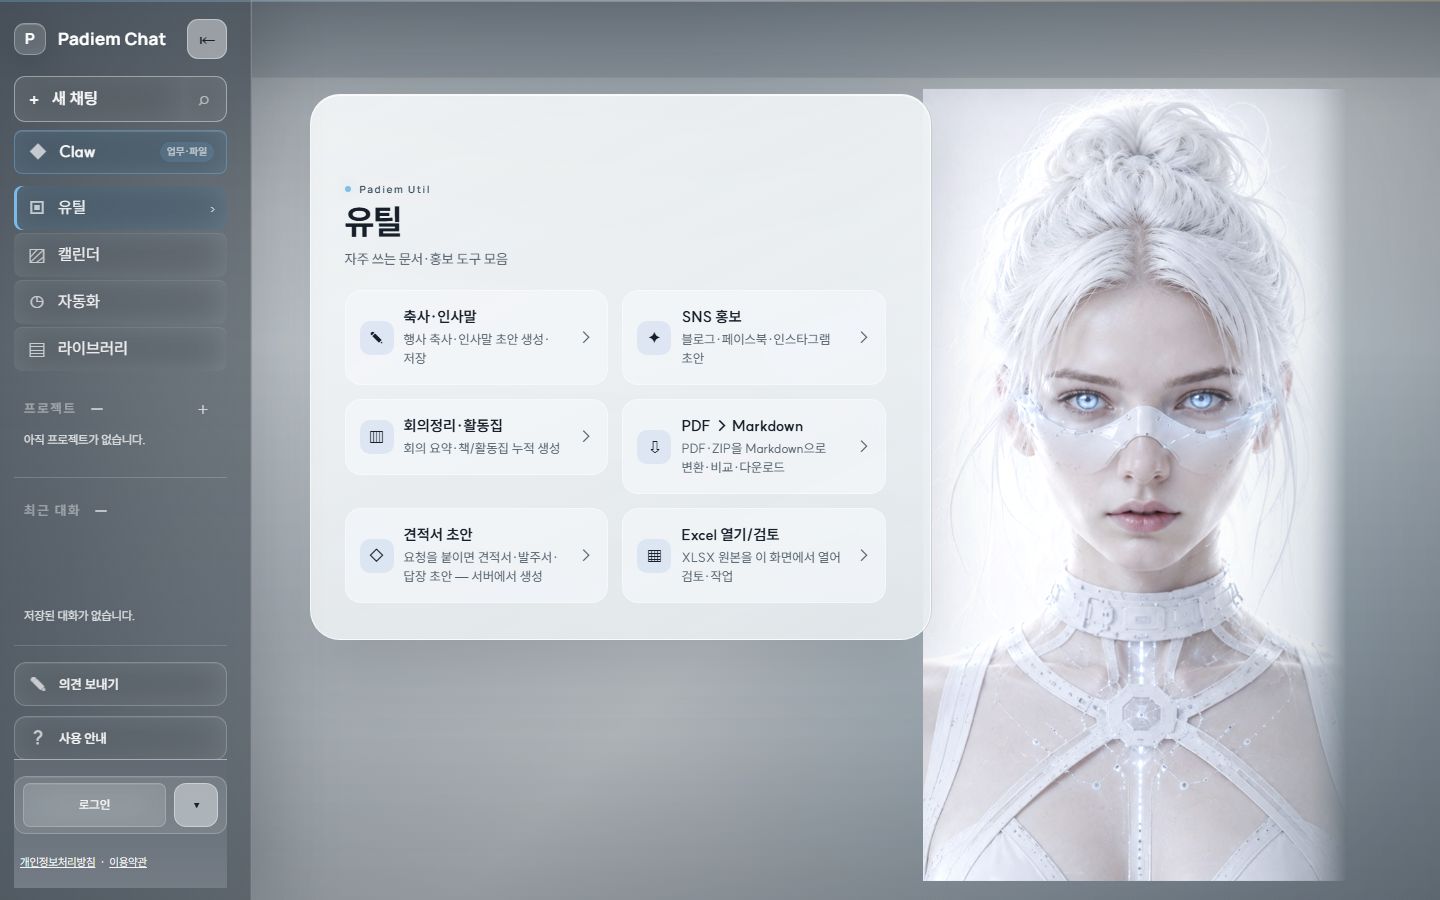 P Padiem Chat
+ 새 채팅
Claw 업무·파일
유틸
캘린더
자동화
라이브러리
프로젝트
아직 프로젝트가 없습니다.
최근 대화
저장된 대화가 없습니다.
의견 보내기
? 사용 안내
로그인
개인정보처리방침 · 이용약관
Padiem Util
유틸
자주 쓰는 문서·홍보 도구 모음
축사·인사말
행사 축사·인사말 초안 생성·
저장
SNS 홍보
블로그·페이스북·인스타그램
초안
회의정리·활동집
회의 요약·책/활동집 누적 생성
PDF > Markdown
PDF·ZIP을 Markdown으로
변환·비교·다운로드
견적서 초안
요청을 붙이면 견적서·발주서·
답장 초안 — 서버에서 생성
Excel 열기/검토
XLSX 원본을 이 화면에서 열어
검토·작업